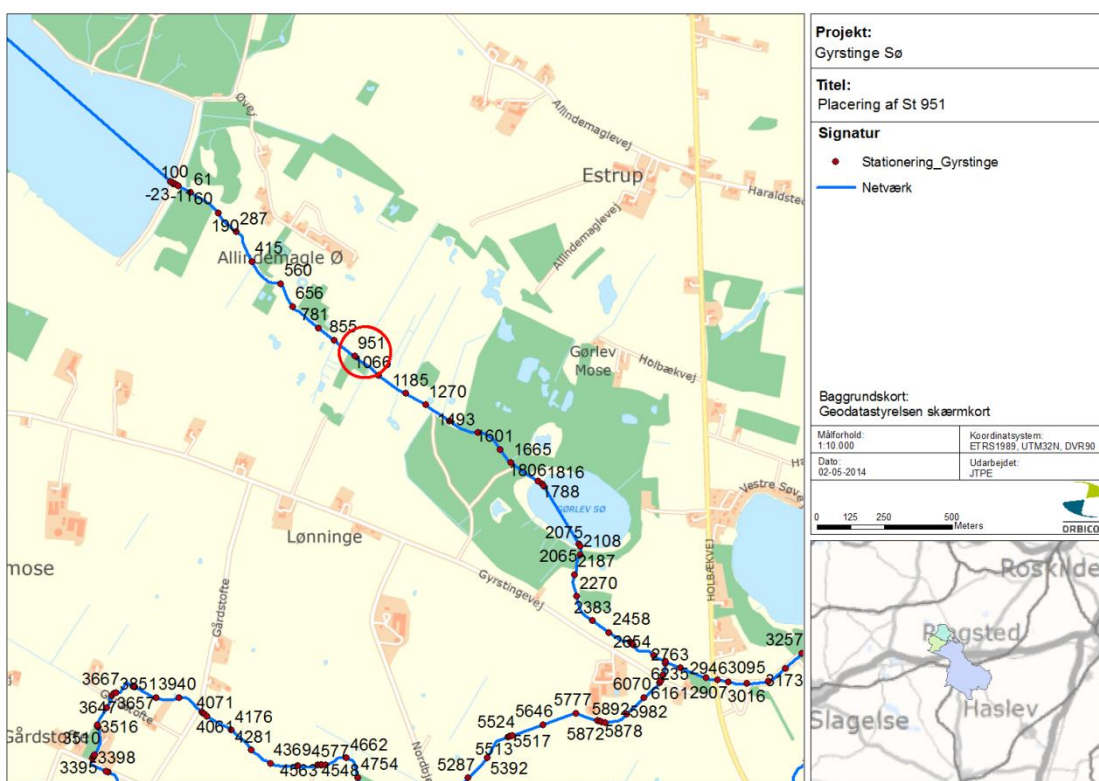 Øvej
Allindemaglevej
Estrup
Haraldsted
100
61
-23
-1160
190
287
415
Allindemagle Ø
Allindemaglevej
560
656
781
855
951
1066
1185
1270
Gørlev
Mose
Holbækvej
1493
1601
1665
1806
1816
1788
GØRLEV SØ
Vestre Søvej
2075
2108
2065
2187
Lønninge
HOLBÆKVEJ
Gyrstingevej
Gårdstofte
mose
2270
2383
2458
2654
2763
2946
3095
3257
6235
6161
2907
3016
3173
6070
5982
3667
3851
3940
3647
3657
Gårdstofte
3516
3510
4071
4061
4176
4281
5777
5892
5872
5878
5646
5524
5517
5513
5392
5287
3398
3395
4369
4577
4662
4563
4548
4754
Projekt:
Gyrstinge Sø
Titel:
Placering af St 951
Signatur
Stationering_Gyrstinge
Netværk
Baggrundskort:
Geodatastyrelsen skærmkort
Målforhold:
1:10.000
Koordinatsystem:
ETRS1989, UTM32N, DVR90
Dato:
02-05-2014
Udarbejdet:
JTPE
0 125 250 500
Meters
ORBICO
Roskilde
Ringsted
Slagelse
Haslev